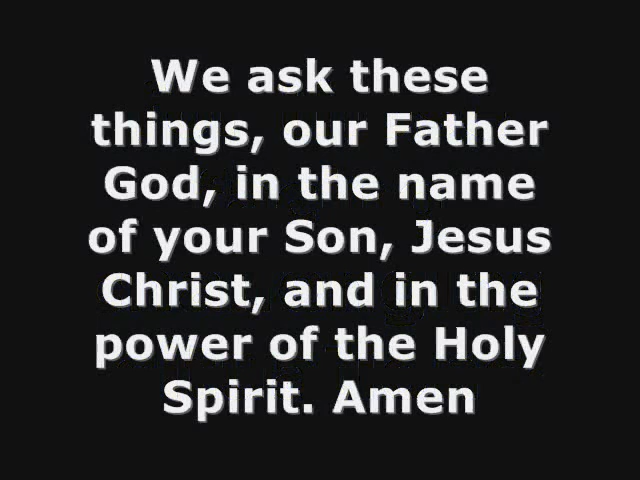 We ask these
things, our Father
God, in the name
of your Son, Jesus
Christ, and in the
power of the Holy
Spirit. Amen